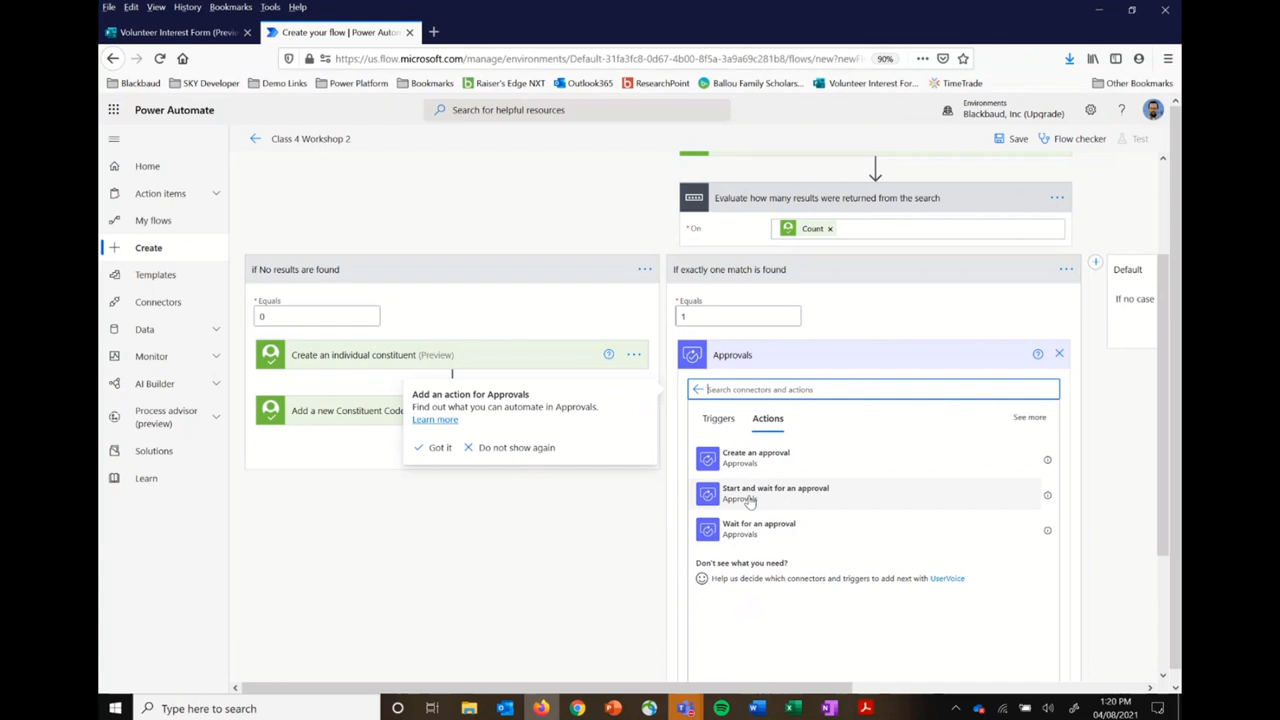 File Edit View History Bookmarks Tools Help
Volunteer Interest Form (Previe
Create your flow | Power Autom
https://us.flow.microsoft.com/manage/environments/Default-31fa3fc8-0d67-4b00-8f5a-3a9a69c281b8/flows/new?newF
90%
Blackbaud
SKY Developer
Demo Links
Power Platform
Bookmarks
Raiser's Edge NXT
Outlook365
ResearchPoint
Ballou Family Scholars...
Volunteer Interest For...
TimeTrade
Other Bookmarks
Power Automate
Search for helpful resources
Environments
Blackbaud, Inc (Upgrade)
Class 4 Workshop 2
Save
Flow checker
Test
Home
Action items
My flows
Create
Templates
Connectors
Data
Monitor
AI Builder
Process advisor
(preview)
Solutions
Learn
Evaluate how many results were returned from the search
* On
Count
if No results are found
* Equals
0
Create an individual constituent (Preview)
Add a new Constituent Code
Add an action for Approvals
Find out what you can automate in Approvals.
Learn more
Got it
Do not show again
If exactly one match is found
* Equals
1
Approvals
Search connectors and actions
Triggers
Actions
See more
Create an approval
Approvals
Start and wait for an approval
Approvals
Wait for an approval
Approvals
Don't see what you need?
Help us decide which connectors and triggers to add next with UserVoice
Default
If no case
Type here to search
1:20 PM
04/08/2021